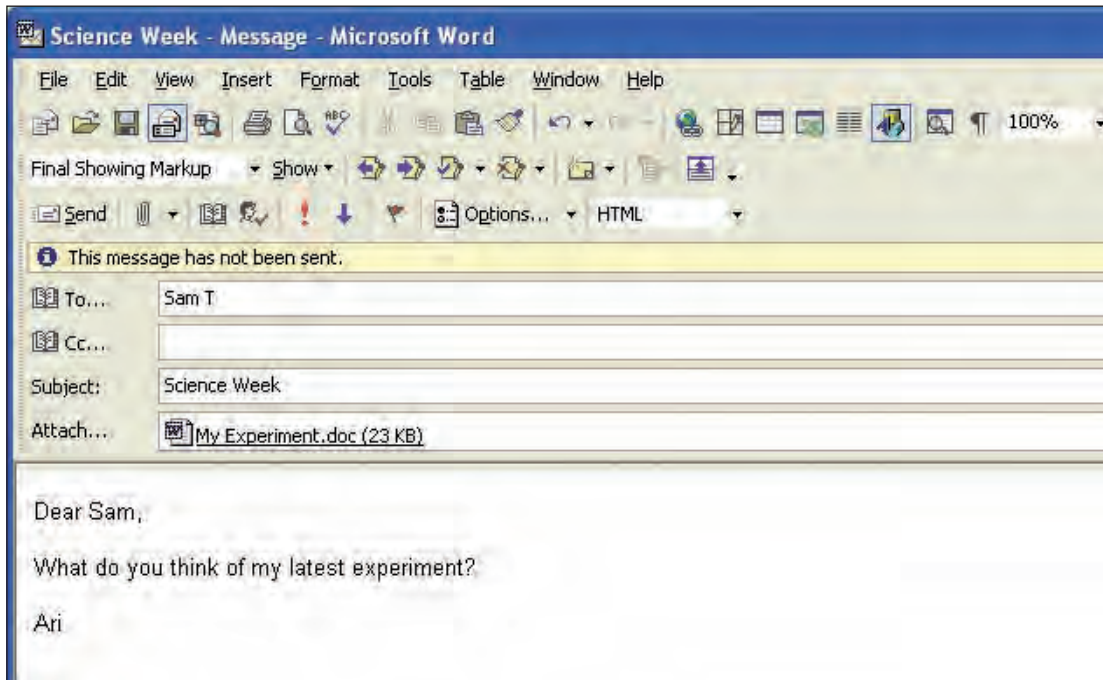 Science Week - Message - Microsoft Word
File Edit View Insert Format Tools Table Window Help
ABC 100%
Final Showing Markup Show
Send Options... HTML
This message has not been sent.
To... Sam T
Cc...
Subject: Science Week
Attach... My Experiment.doc (23 KB)
Dear Sam,
What do you think of my latest experiment?
Ari